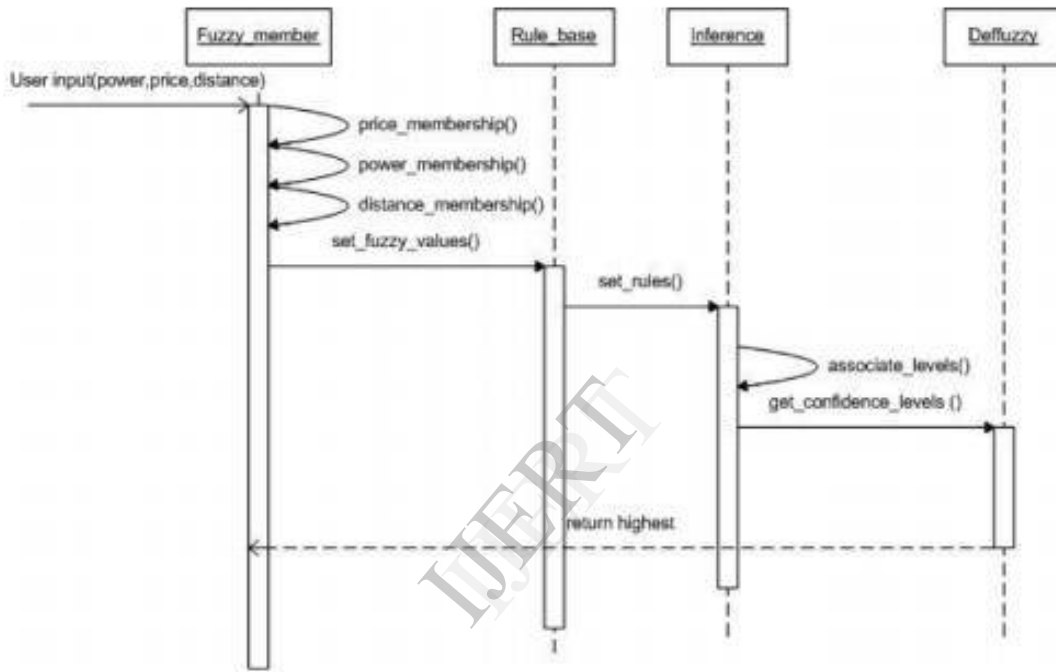 Fuzzy_member
Rule_base
Inference
Deffuzzy
User input(power,price,distance)
price_membership()
power_membership()
distance_membership()
set_fuzzy_values()
set_rules()
associate_levels()
get_confidence_levels ()
return highest
IJERT